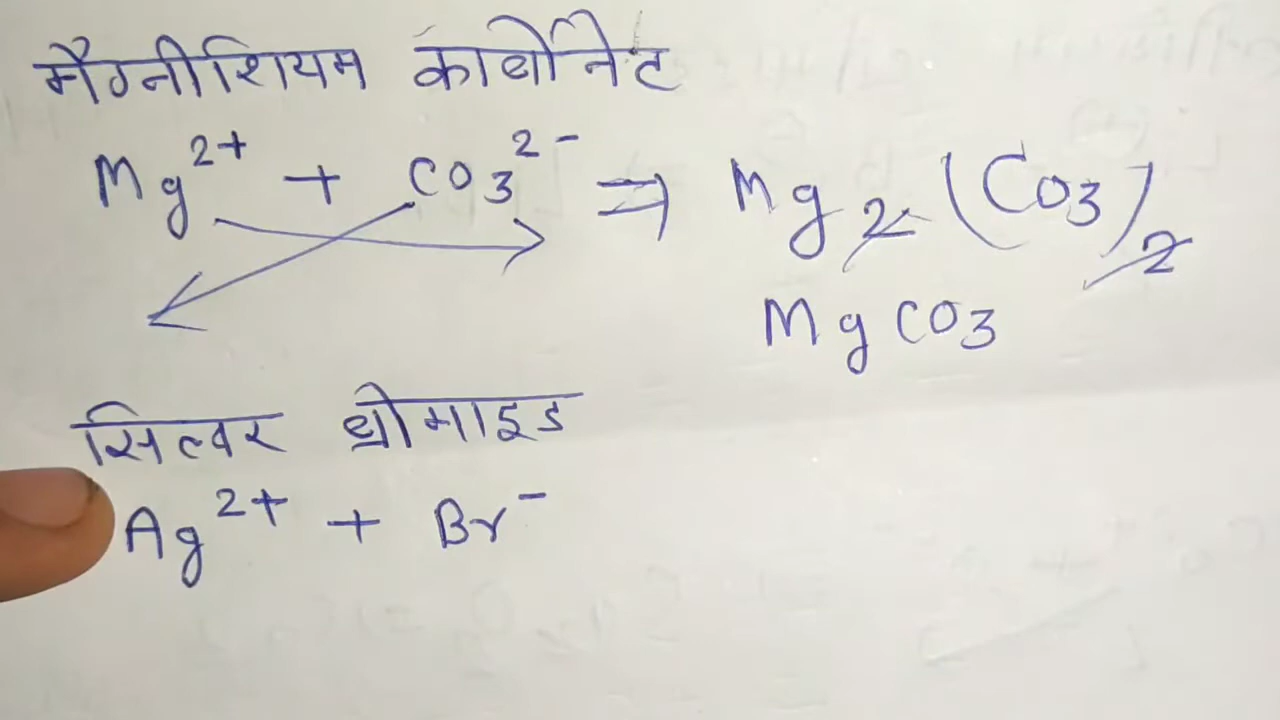 मैग्नीशियम कार्बोनेट
Mg²⁺ + CO₃²⁻ ⇒ Mg₂(CO₃)₂
MgCO₃
सिल्वर ब्रोमाइड
Ag²⁺ + Br⁻